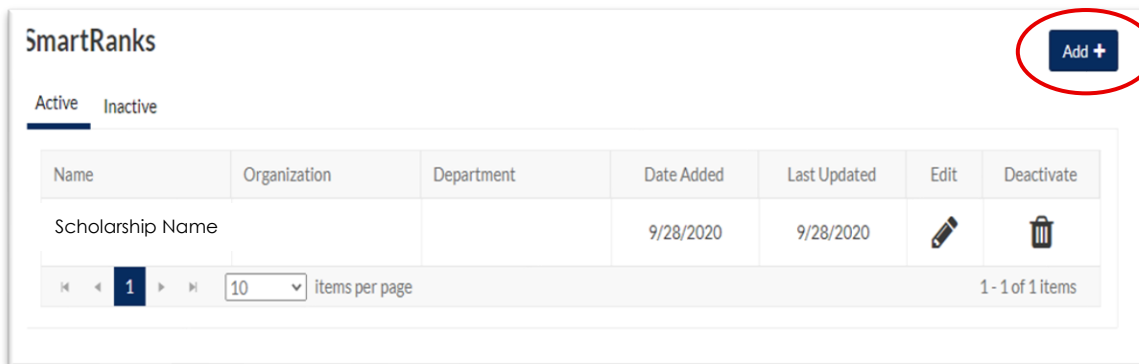 SmartRanks
Add +
Active Inactive
Name Organization Department Date Added Last Updated Edit Deactivate
Scholarship Name 9/28/2020 9/28/2020
1 10 items per page 1 - 1 of 1 items